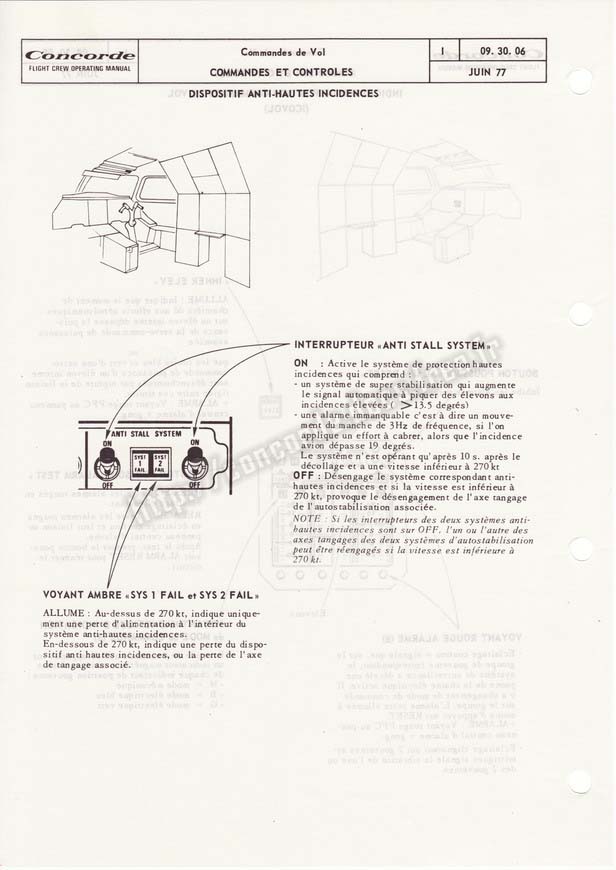 Concorde
FLIGHT CREW OPERATING MANUAL
Commandes de Vol
COMMANDES ET CONTROLES
1
09. 30. 06
JUIN 77
DISPOSITIF ANTI-HAUTES INCIDENCES
INTERRUPTEUR «ANTI STALL SYSTEM»
ON : Active le système de protection hautes
incidences qui comprend :
- un système de super stabilisation qui augmente
le signal automatique à piquer des élevons aux
incidences élevées ( > 13.5 degrés)
- une alarme immanquable c'est à dire un mouve-
ment du manche de 3Hz de fréquence, si l'on
applique un effort à cabrer, alors que l'incidence
avion dépasse 19 degrés.
Le système n'est opérant qu'après 10 s. après le
décollage et a une vitesse inférieur à 270 kt
OFF : Désengage le système correspondant anti-
hautes incidences et si la vitesse est inférieur à
270 kt, provoque le désengagement de l'axe tangage
de l'autostabilisation associée.
NOTE : Si les interrupteurs des deux systèmes anti-
hautes incidences sont sur OFF, l'un ou l'autre des
axes tangages des deux systèmes d'autostabilisation
peut être réengagés si la vitesse est inférieure à
270 kt.
ANTI STALL SYSTEM
ON
ON
SYST 1 FAIL
SYST 2 FAIL
OFF
OFF
VOYANT AMBRE «SYS 1 FAIL et SYS 2 FAIL»
ALLUME : Au-dessus de 270 kt, indique unique-
ment une perte d'alimentation à l'intérieur du
système anti-hautes incidences.
En-dessous de 270 kt, indique une perte du dispo-
sitif anti hautes incidences, ou la perte de l'axe
de tangage associé.